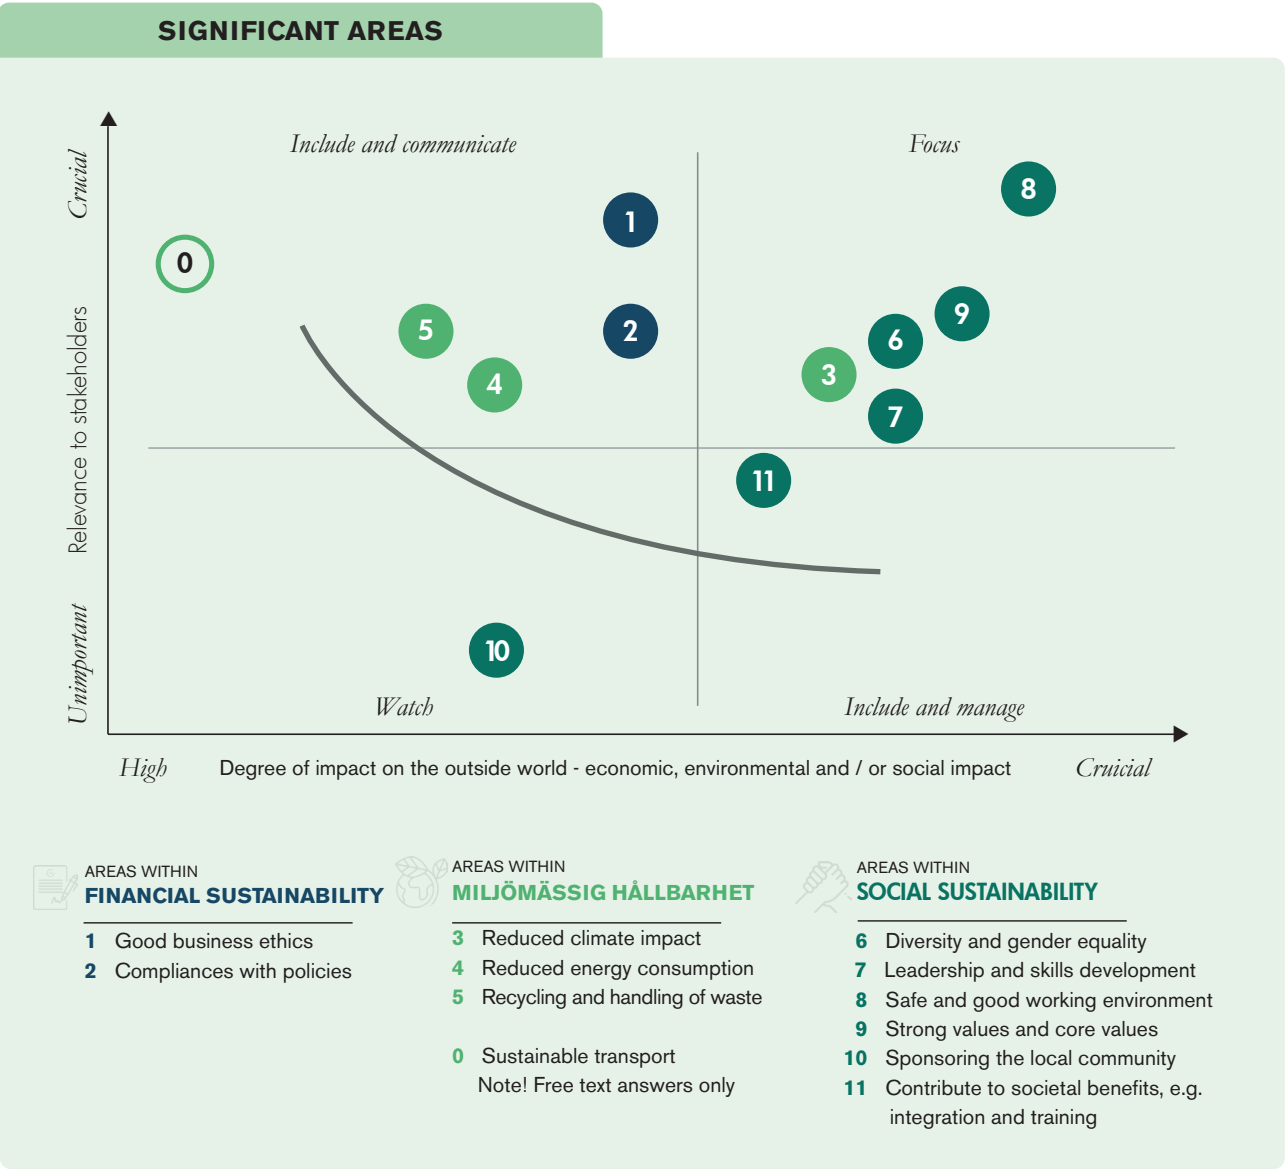 SIGNIFICANT AREAS
Crucial
Relevance to stakeholders
Unimportant
Include and communicate
Focus
8
1
0
9
5
2
6
4
3
7
11
10
Watch
Include and manage
High
Degree of impact on the outside world - economic, environmental and / or social impact
Cruicial
AREAS WITHIN
FINANCIAL SUSTAINABILITY
1 Good business ethics
2 Compliances with policies
AREAS WITHIN
MILJÖMÄSSIG HÅLLBARHET
3 Reduced climate impact
4 Reduced energy consumption
5 Recycling and handling of waste
0 Sustainable transport
Note! Free text answers only
AREAS WITHIN
SOCIAL SUSTAINABILITY
6 Diversity and gender equality
7 Leadership and skills development
8 Safe and good working environment
9 Strong values and core values
10 Sponsoring the local community
11 Contribute to societal benefits, e.g.
integration and training